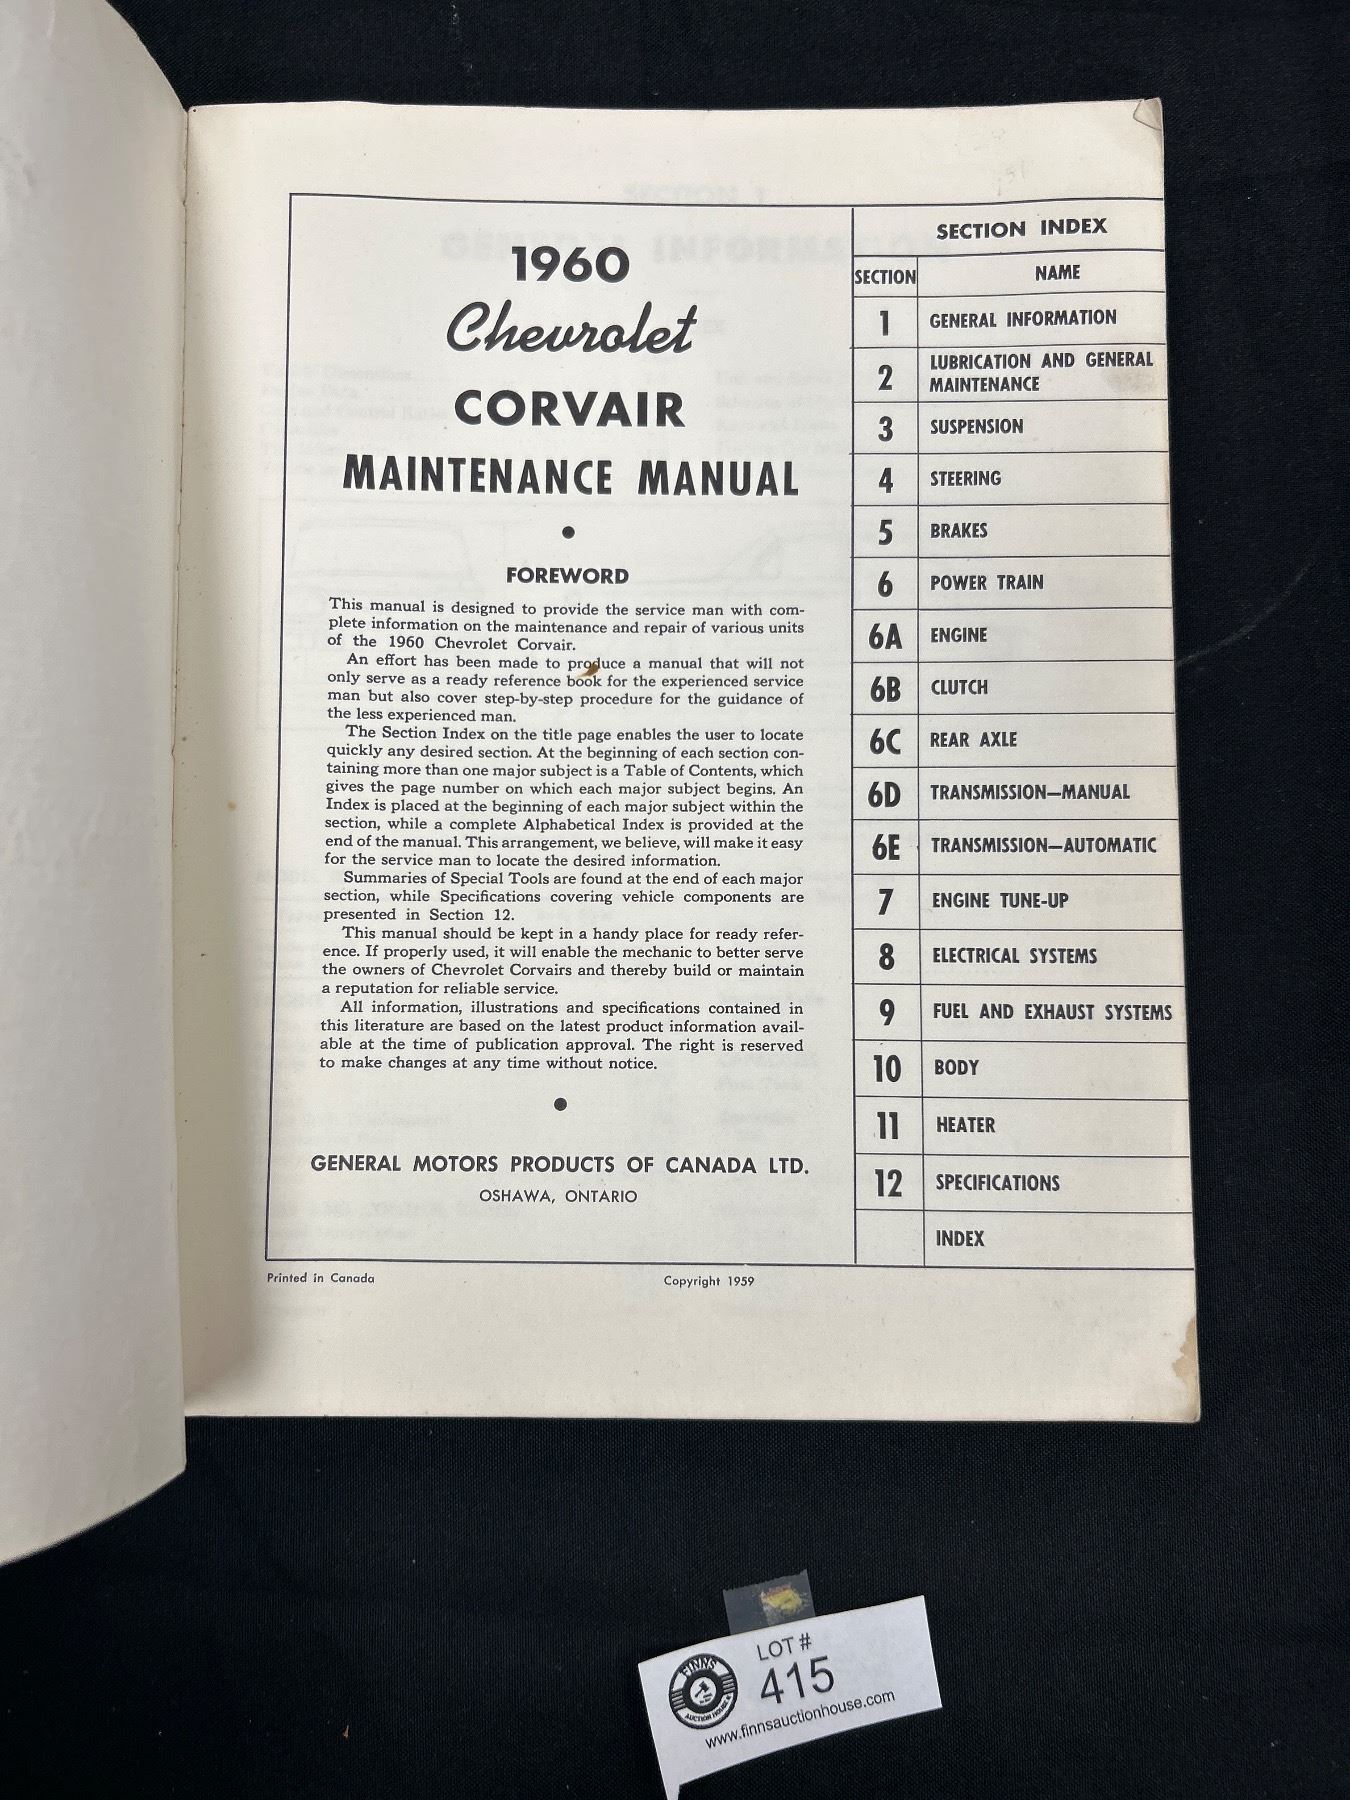 1960
Chevrolet
CORVAIR
MAINTENANCE MANUAL
FOREWORD
This manual is designed to provide the service man with com-
plete information on the maintenance and repair of various units
of the 1960 Chevrolet Corvair.
An effort has been made to produce a manual that will not
only serve as a ready reference book for the experienced service
man but also cover step-by-step procedure for the guidance of
the less experienced man.
The Section Index on the title page enables the user to locate
quickly any desired section. At the beginning of each section con-
taining more than one major subject is a Table of Contents, which
gives the page number on which each major subject begins. An
Index is placed at the beginning of each major subject within the
section, while a complete Alphabetical Index is provided at the
end of the manual. This arrangement, we believe, will make it easy
for the service man to locate the desired information.
Summaries of Special Tools are found at the end of each major
section, while Specifications covering vehicle components are
presented in Section 12.
This manual should be kept in a handy place for ready refer-
ence. If properly used, it will enable the mechanic to better serve
the owners of Chevrolet Corvairs and thereby build or maintain
a reputation for reliable service.
All information, illustrations and specifications contained in
this literature are based on the latest product information avail-
able at the time of publication approval. The right is reserved
to make changes at any time without notice.
GENERAL MOTORS PRODUCTS OF CANADA LTD.
OSHAWA, ONTARIO
Printed in Canada
Copyright 1959
SECTION INDEX
SECTION NAME
1 GENERAL INFORMATION
2 LUBRICATION AND GENERAL
MAINTENANCE
3 SUSPENSION
4 STEERING
5 BRAKES
6 POWER TRAIN
6A ENGINE
6B CLUTCH
6C REAR AXLE
6D TRANSMISSION—MANUAL
6E TRANSMISSION—AUTOMATIC
7 ENGINE TUNE-UP
8 ELECTRICAL SYSTEMS
9 FUEL AND EXHAUST SYSTEMS
10 BODY
11 HEATER
12 SPECIFICATIONS
INDEX
LOT #
415
FINNS
AUCTION HOUSE
www.finnsauctionhouse.com